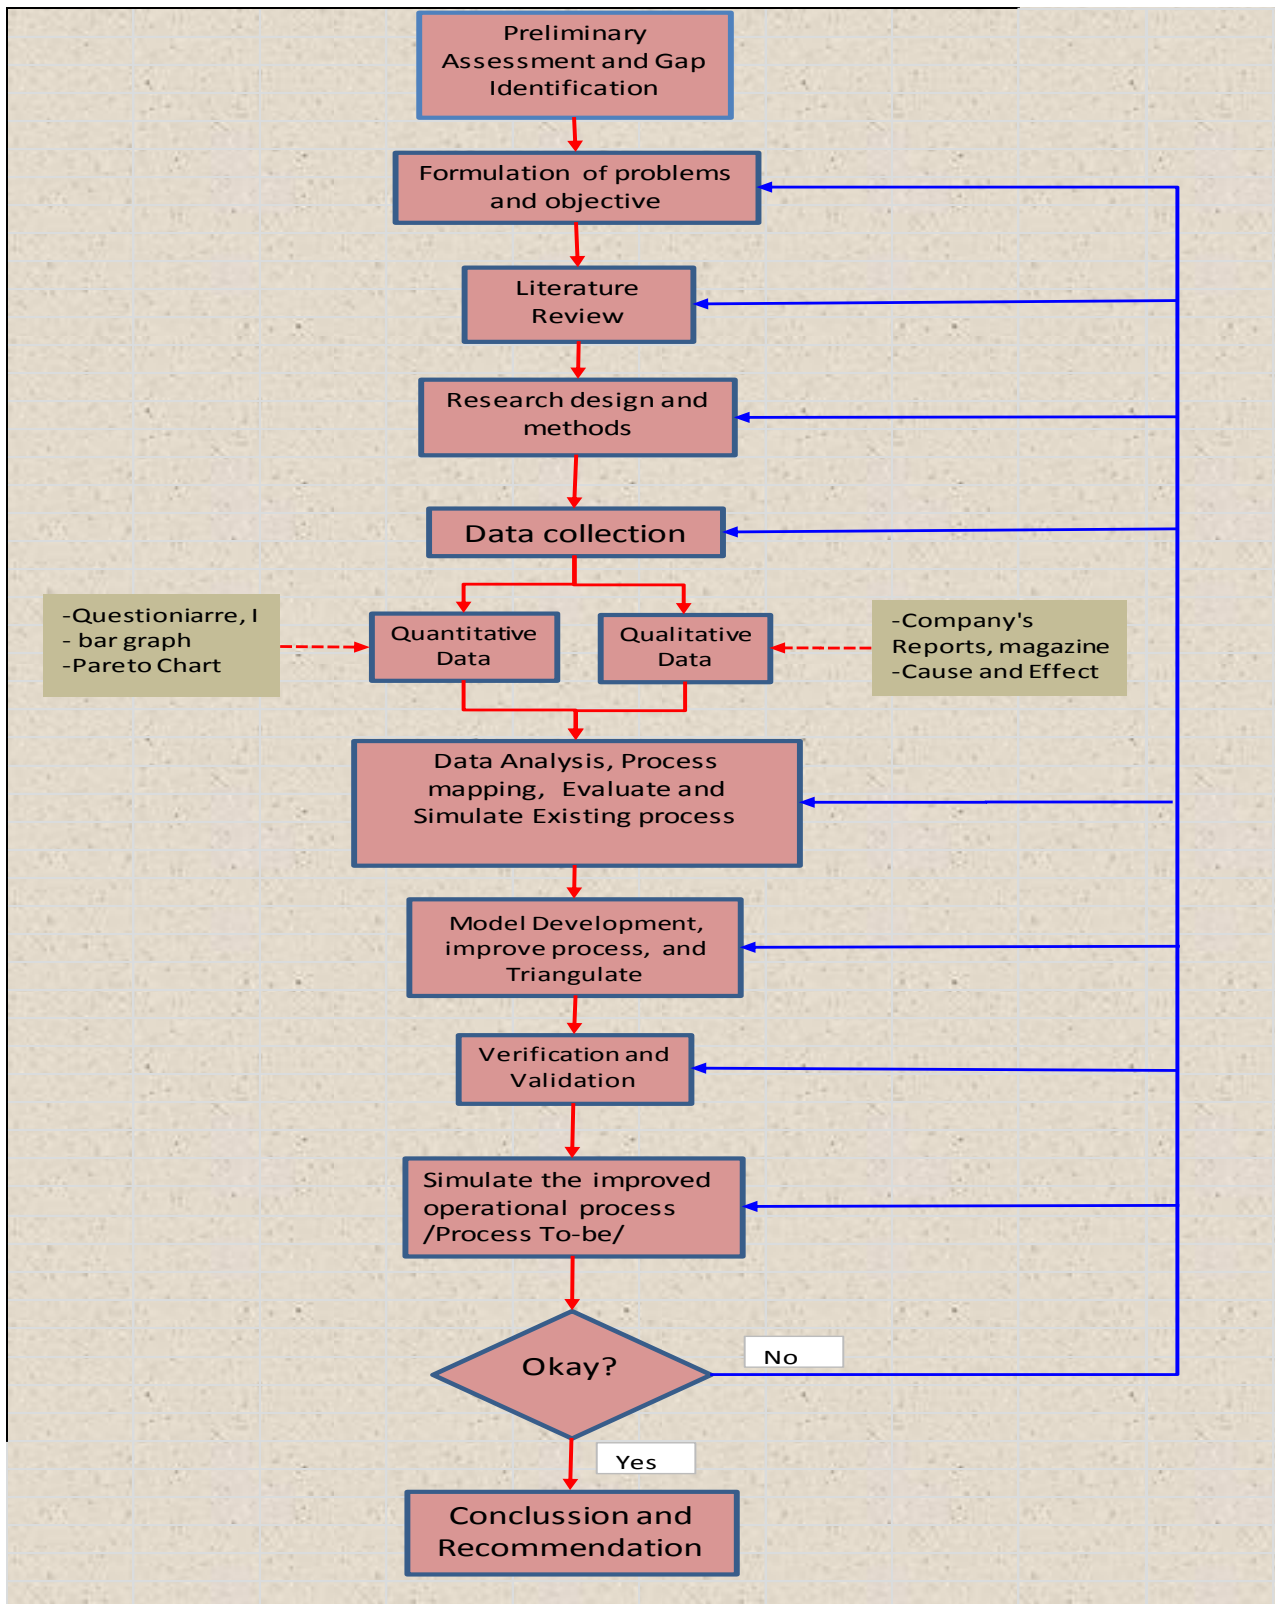 Preliminary
Assessment and Gap
Identification
Formulation of problems
and objective
Literature
Review
Research design and
methods
Data collection
-Questioniarre, I
- bar graph
-Pareto Chart
Quantitative
Data
Qualitative
Data
-Company's
Reports, magazine
-Cause and Effect
Data Analysis, Process
mapping, Evaluate and
Simulate Existing process
Model Development,
improve process, and
Triangulate
Verification and
Validation
Simulate the improved
operational process
/Process To-be/
Okay?
No
Yes
Conclussion and
Recommendation